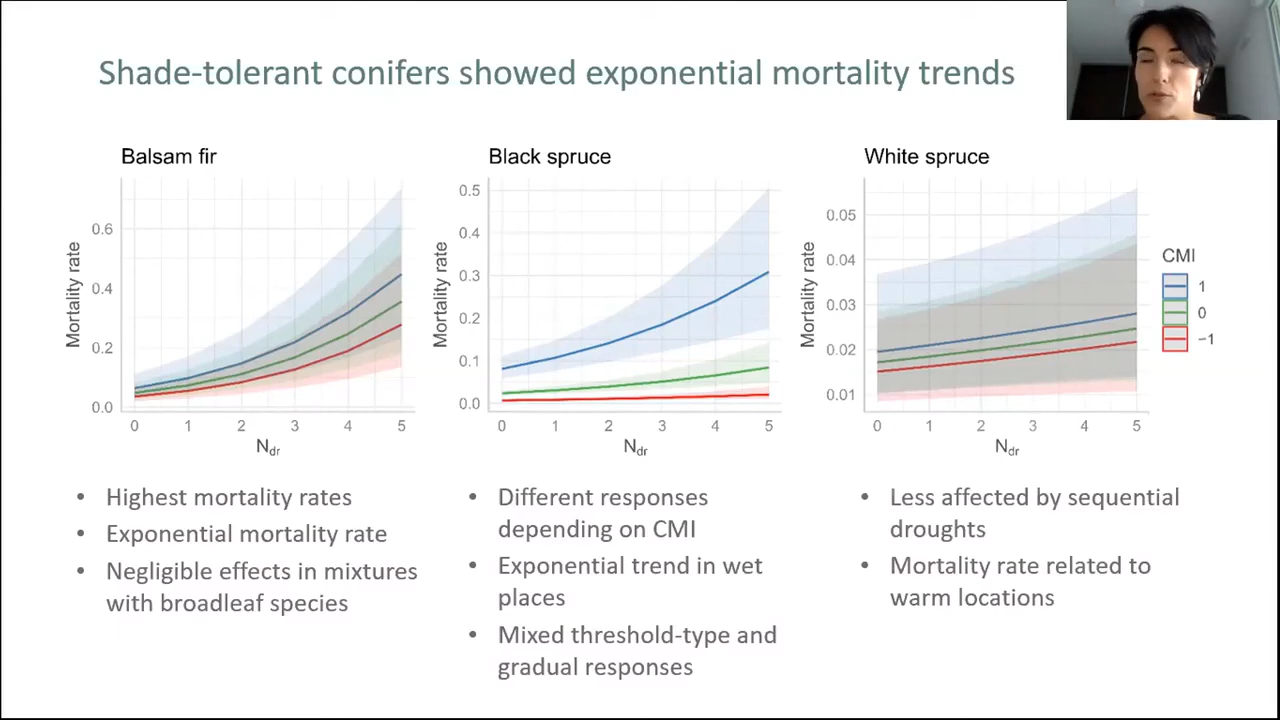 Shade-tolerant conifers showed exponential mortality trends
Balsam fir
Mortality rate
0.6
0.4
0.2
0.0
0 1 2 3 4 5
Ndr
Black spruce
Mortality rate
0.5
0.4
0.3
0.2
0.1
0.0
0 1 2 3 4 5
Ndr
White spruce
Mortality rate
0.05
0.04
0.03
0.02
0.01
0 1 2 3 4 5
Ndr
CMI
1
0
−1
• Highest mortality rates
• Exponential mortality rate
• Negligible effects in mixtures
with broadleaf species
• Different responses
depending on CMI
• Exponential trend in wet
places
• Mixed threshold-type and
gradual responses
• Less affected by sequential
droughts
• Mortality rate related to
warm locations